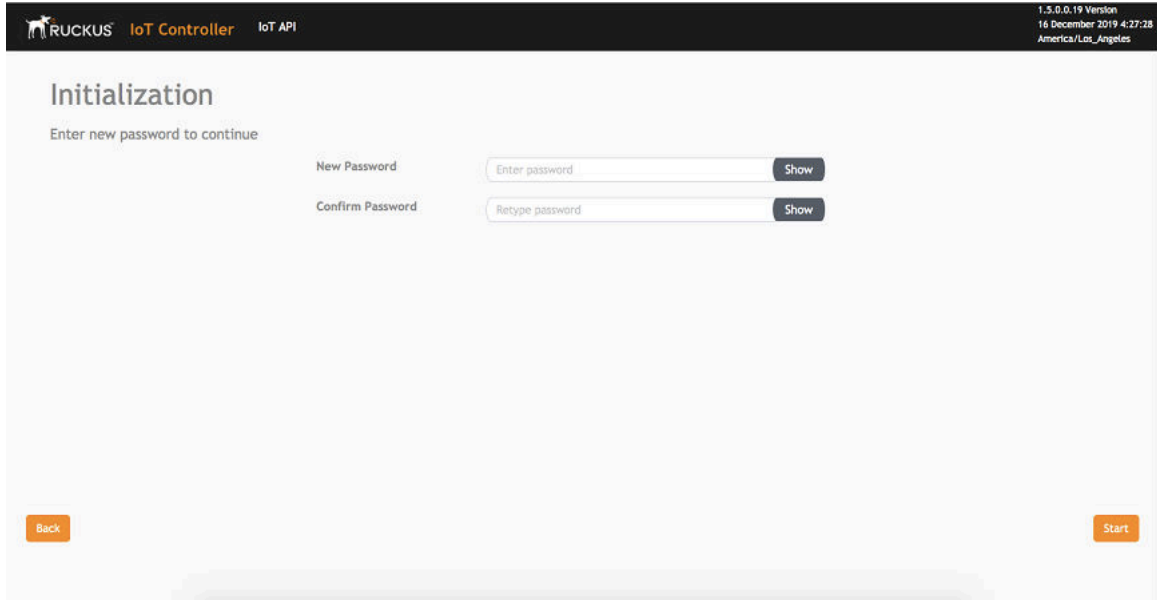 RUCKUS IoT Controller IoT API
1.5.0.0.19 Version
16 December 2019 4:27:28
America/Los_Angeles
Initialization
Enter new password to continue
New Password Enter password Show
Confirm Password Retype password Show
Back Start